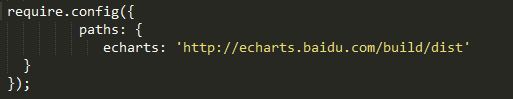 require.config({
paths: {
echarts: 'http://echarts.baidu.com/build/dist'
}
});